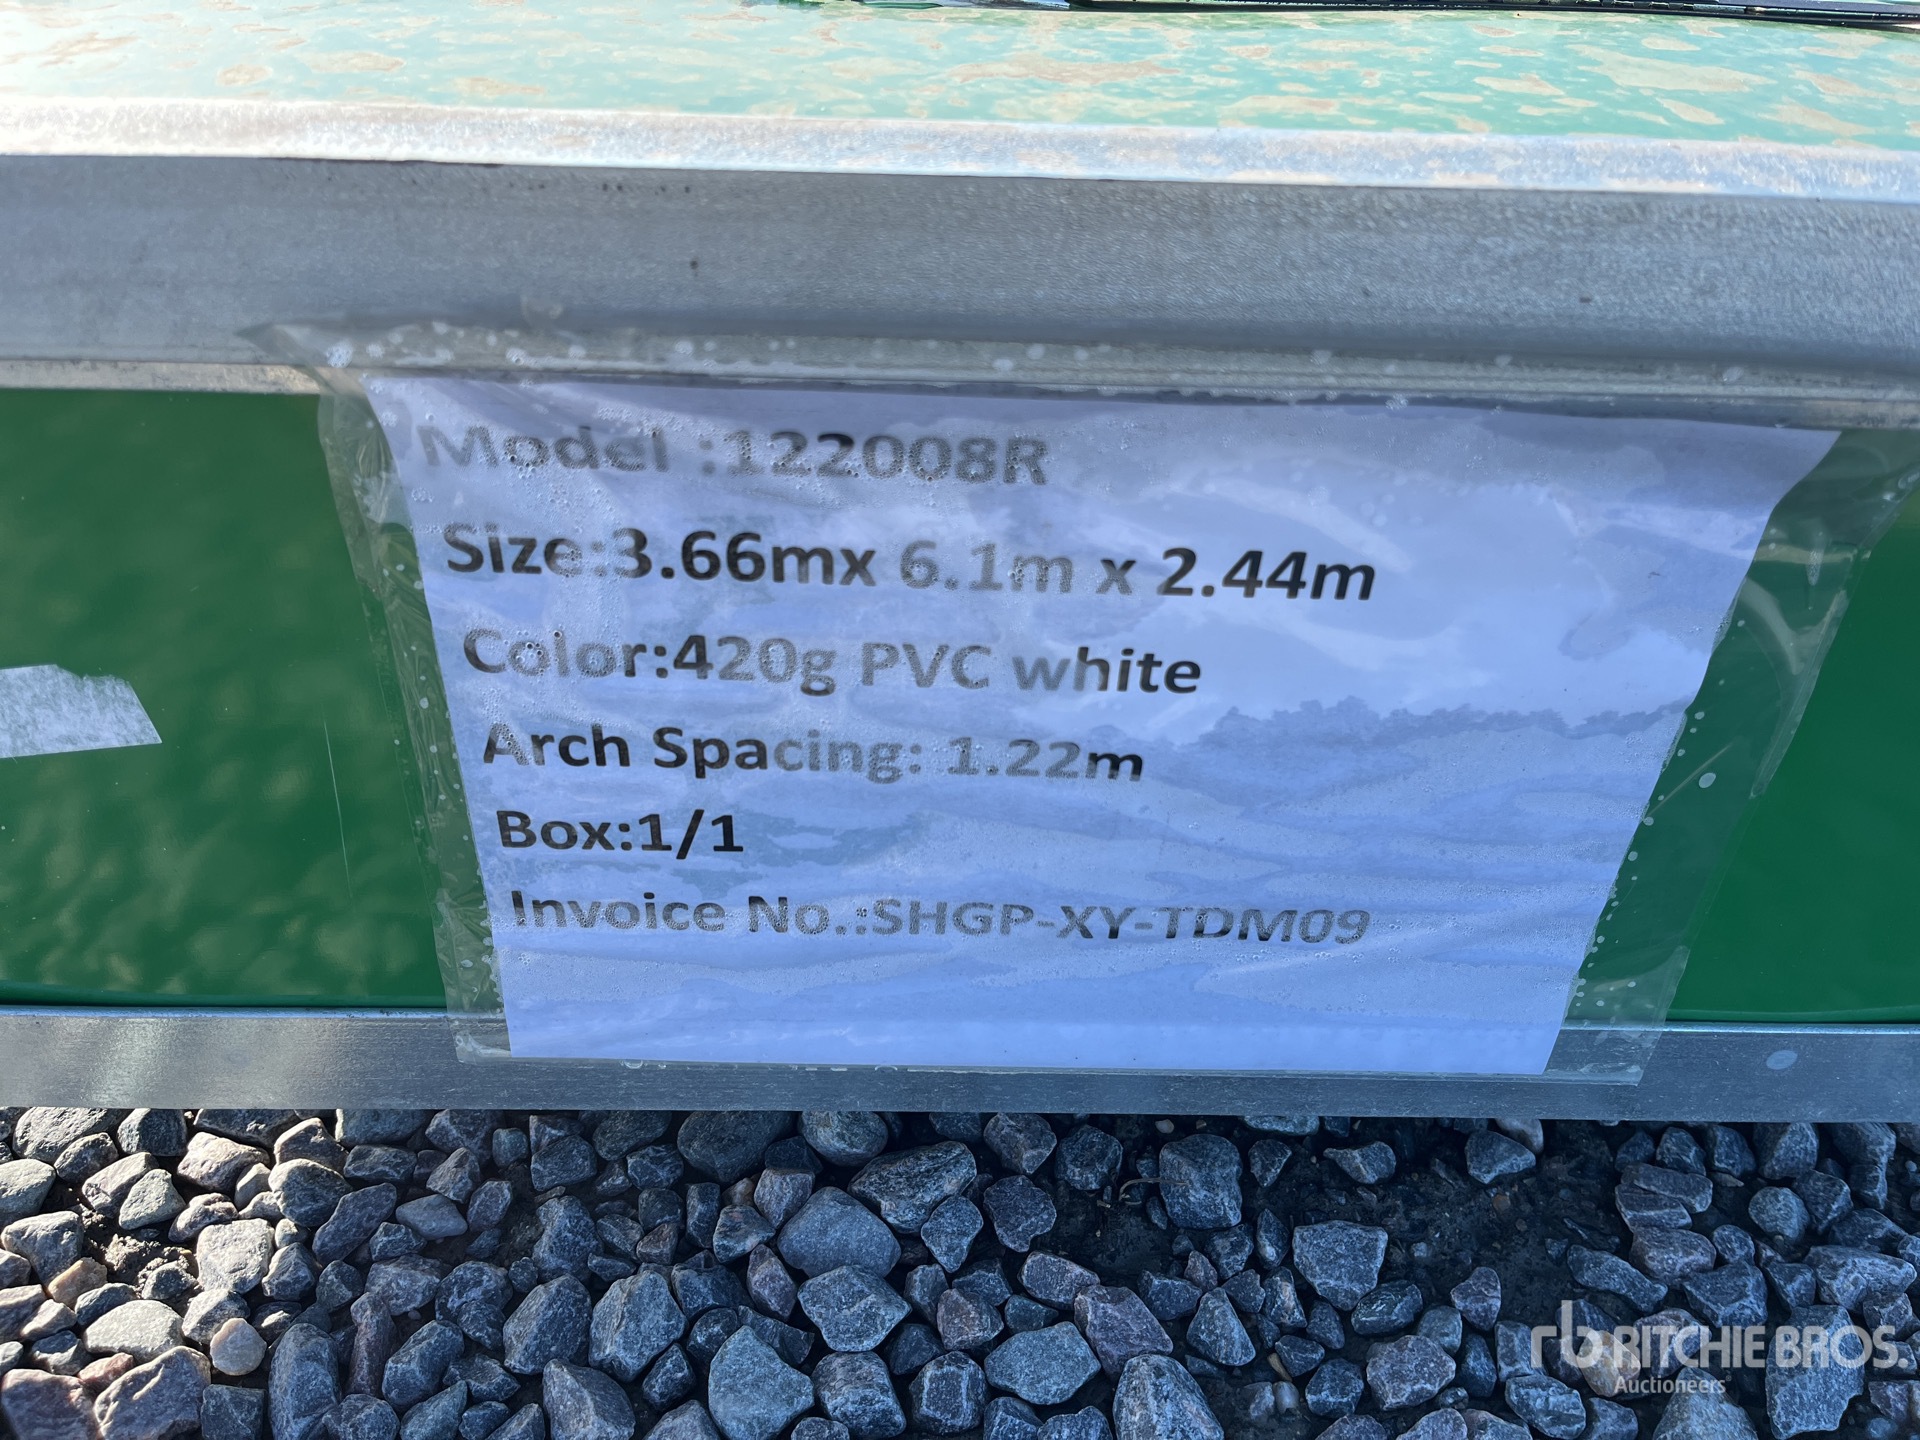 Model :122008R
Size:3.66mx 6.1m x 2.44m
Color:420g PVC white
Arch Spacing: 1.22m
Box:1/1
Invoice No.:SHGP-XY-TDM09
rb RITCHIE BROS.
Auctioneers